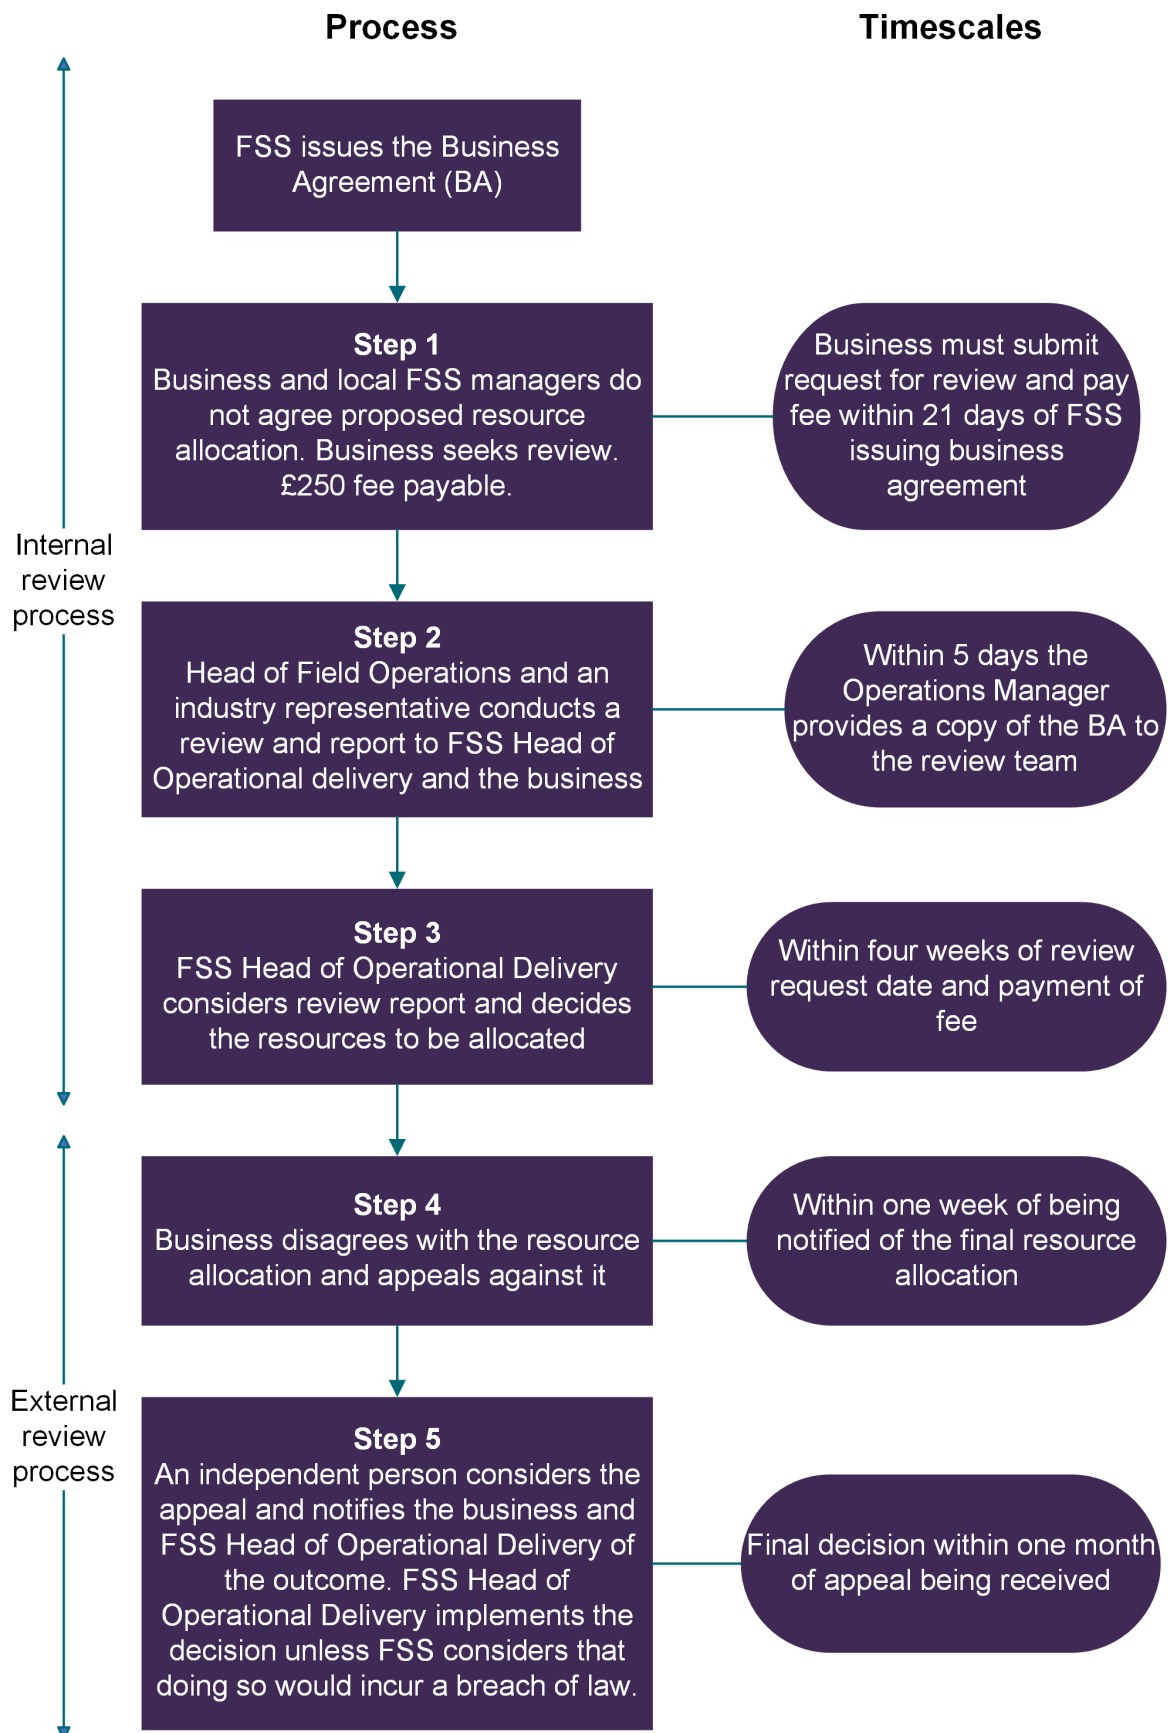 Process
Timescales
FSS issues the Business
Agreement (BA)
Step 1
Business and local FSS managers do
not agree proposed resource
allocation. Business seeks review.
£250 fee payable.
Business must submit
request for review and pay
fee within 21 days of FSS
issuing business
agreement
Internal
review
process
Step 2
Head of Field Operations and an
industry representative conducts a
review and report to FSS Head of
Operational delivery and the business
Within 5 days the
Operations Manager
provides a copy of the BA to
the review team
Step 3
FSS Head of Operational Delivery
considers review report and decides
the resources to be allocated
Within four weeks of review
request date and payment of
fee
Step 4
Business disagrees with the resource
allocation and appeals against it
Within one week of being
notified of the final resource
allocation
External
review
process
Step 5
An independent person considers the
appeal and notifies the business and
FSS Head of Operational Delivery of
the outcome. FSS Head of
Operational Delivery implements the
decision unless FSS considers that
doing so would incur a breach of law.
Final decision within one month
of appeal being received